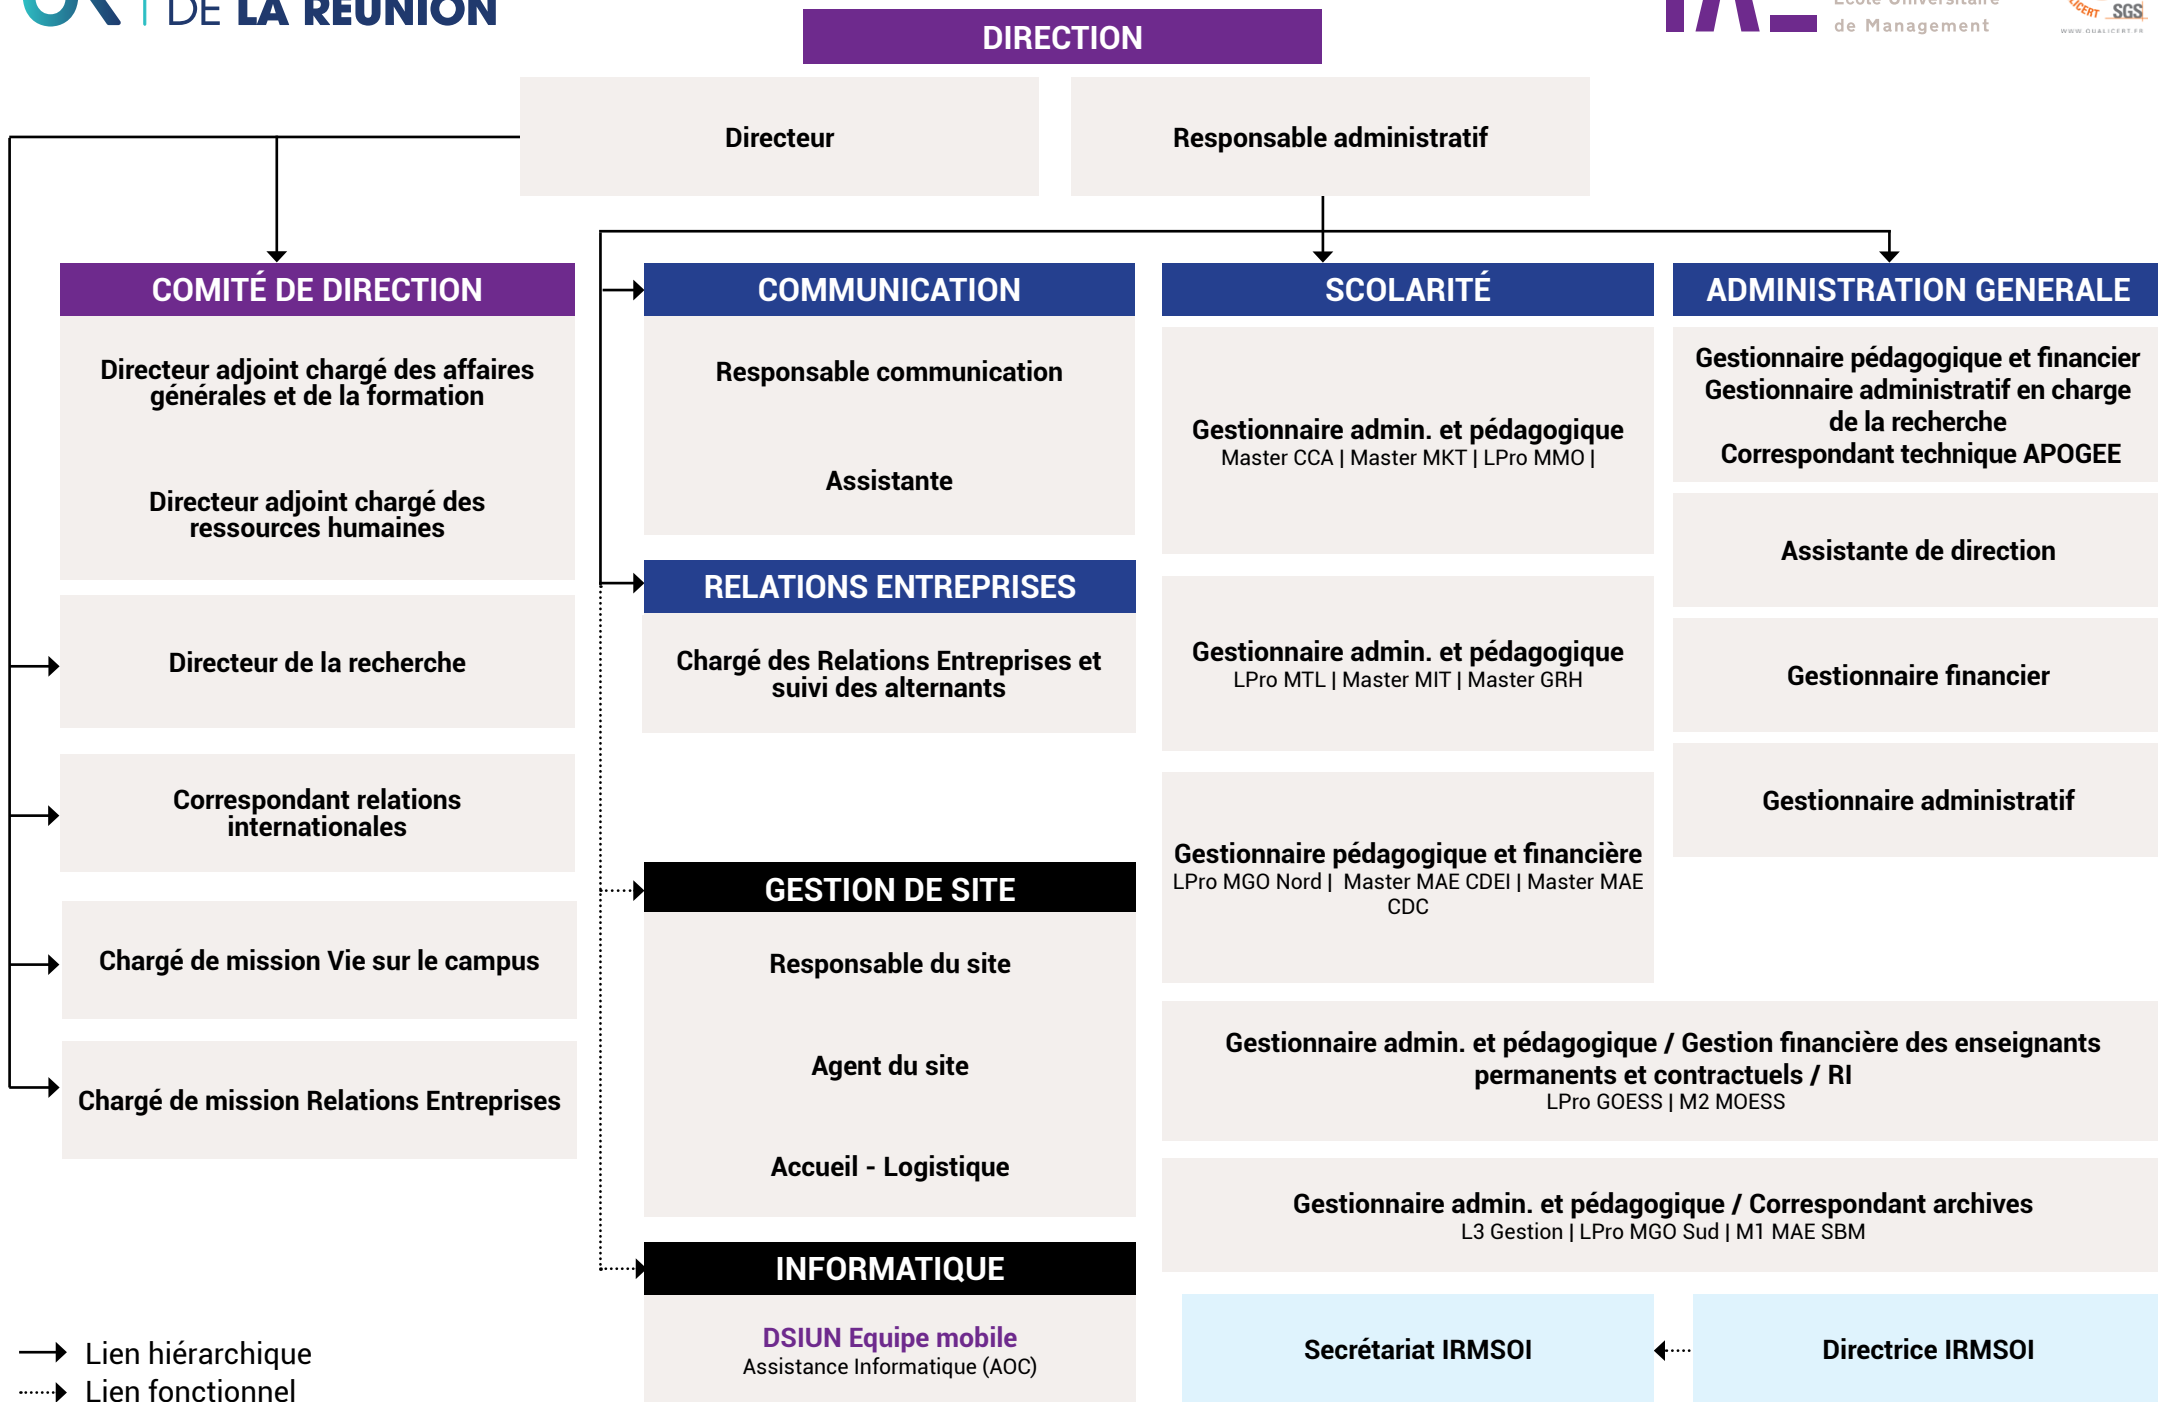 DE LA RÉUNION
DIRECTION
École Universitaire
de Management
QUALICERT SGS
WWW.QUALICERT.FR
Directeur
Responsable administratif
COMITÉ DE DIRECTION
Directeur adjoint chargé des affaires
générales et de la formation
Directeur adjoint chargé des
ressources humaines
Directeur de la recherche
Correspondant relations
internationales
Chargé de mission Vie sur le campus
Chargé de mission Relations Entreprises
COMMUNICATION
Responsable communication
Assistante
RELATIONS ENTREPRISES
Chargé des Relations Entreprises et
suivi des alternants
GESTION DE SITE
Responsable du site
Agent du site
Accueil - Logistique
INFORMATIQUE
DSIUN Equipe mobile
Assistance Informatique (AOC)
SCOLARITÉ
Gestionnaire admin. et pédagogique
Master CCA | Master MKT | LPro MMO |
Gestionnaire admin. et pédagogique
LPro MTL | Master MIT | Master GRH
Gestionnaire pédagogique et financière
LPro MGO Nord | Master MAE CDEI | Master MAE
CDC
ADMINISTRATION GENERALE
Gestionnaire pédagogique et financier
Gestionnaire administratif en charge
de la recherche
Correspondant technique APOGEE
Assistante de direction
Gestionnaire financier
Gestionnaire administratif
Gestionnaire admin. et pédagogique / Gestion financière des enseignants
permanents et contractuels / RI
LPro GOESS | M2 MOESS
Gestionnaire admin. et pédagogique / Correspondant archives
L3 Gestion | LPro MGO Sud | M1 MAE SBM
Secrétariat IRMSOI
Directrice IRMSOI
Lien hiérarchique
Lien fonctionnel